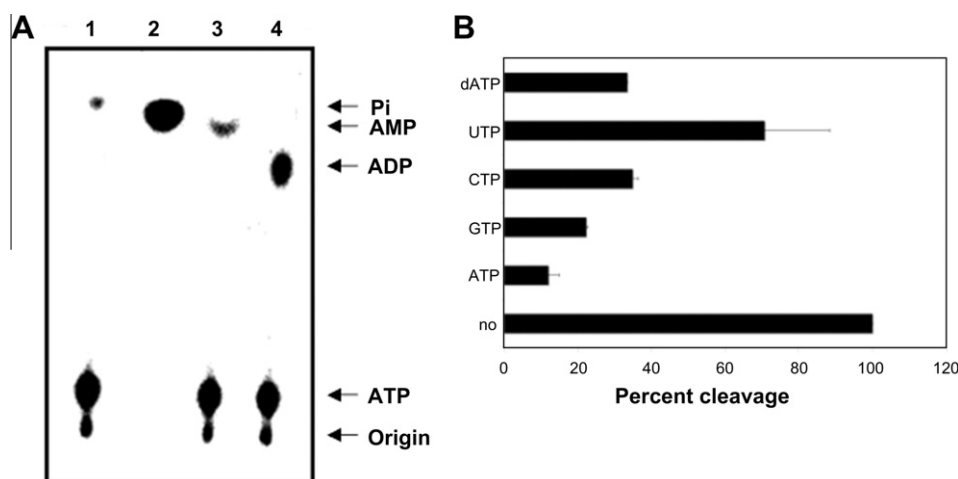 A
1 2 3 4
Pi
AMP
ADP
ATP
Origin
B
dATP
UTP
CTP
GTP
ATP
no
0 20 40 60 80 100 120
Percent cleavage